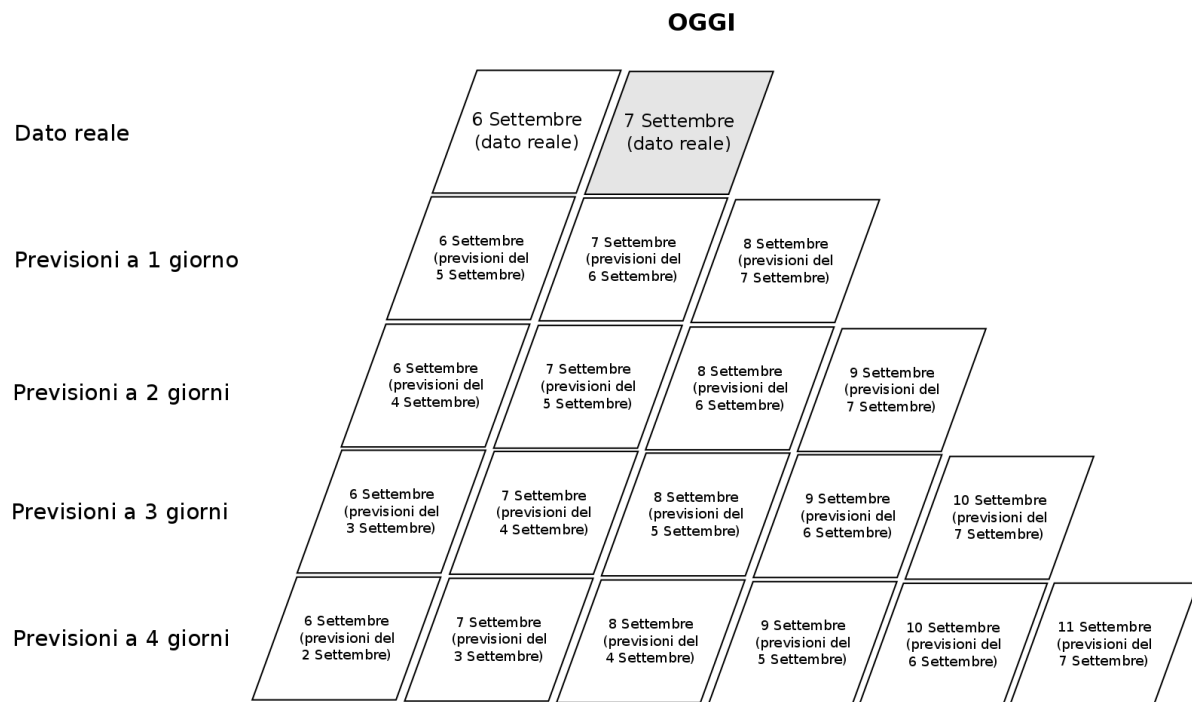 OGGI
Dato reale
6 Settembre
(dato reale)
7 Settembre
(dato reale)
Previsioni a 1 giorno
6 Settembre
(previsioni del
5 Settembre)
7 Settembre
(previsioni del
6 Settembre)
8 Settembre
(previsioni del
7 Settembre)
Previsioni a 2 giorni
6 Settembre
(previsioni del
4 Settembre)
7 Settembre
(previsioni del
5 Settembre)
8 Settembre
(previsioni del
6 Settembre)
9 Settembre
(previsioni del
7 Settembre)
Previsioni a 3 giorni
6 Settembre
(previsioni del
3 Settembre)
7 Settembre
(previsioni del
4 Settembre)
8 Settembre
(previsioni del
5 Settembre)
9 Settembre
(previsioni del
6 Settembre)
10 Settembre
(previsioni del
7 Settembre)
Previsioni a 4 giorni
6 Settembre
(previsioni del
2 Settembre)
7 Settembre
(previsioni del
3 Settembre)
8 Settembre
(previsioni del
4 Settembre)
9 Settembre
(previsioni del
5 Settembre)
10 Settembre
(previsioni del
6 Settembre)
11 Settembre
(previsioni del
7 Settembre)